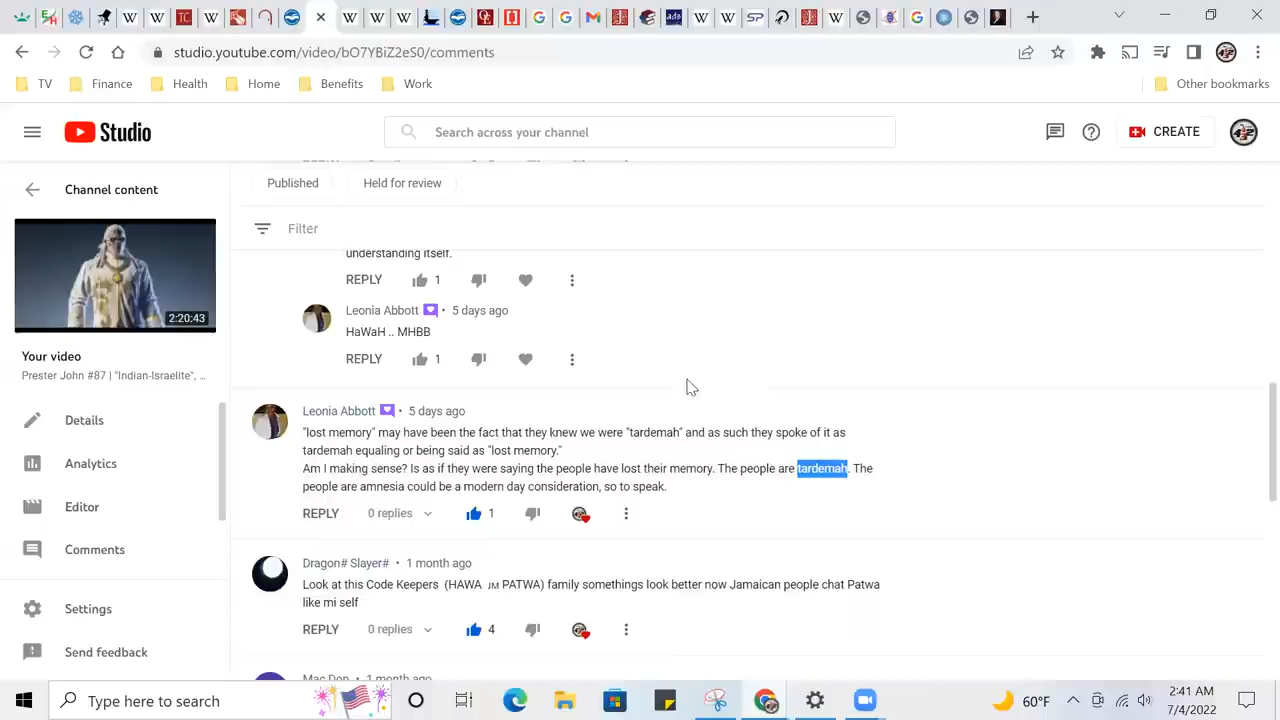 studio.youtube.com/video/bO7YBiZ2eS0/comments
TV Finance Health Home Benefits Work Other bookmarks
Studio
Search across your channel
CREATE
Channel content
Published Held for review
Filter
2:20:43
Your video
Prester John #87 | "Indian-Israelite", ...
Details
Analytics
Editor
Comments
Settings
Send feedback
understanding itself.
REPLY 1
Leonia Abbott • 5 days ago
HaWaH .. MHBB
REPLY 1
Leonia Abbott • 5 days ago
"lost memory" may have been the fact that they knew we were "tardemah" and as such they spoke of it as
tardemah equaling or being said as "lost memory."
Am I making sense? Is as if they were saying the people have lost their memory. The people are tardemah. The
people are amnesia could be a modern day consideration, so to speak.
REPLY 0 replies 1
Dragon# Slayer# • 1 month ago
Look at this Code Keepers (HAWA JM PATWA) family somethings look better now Jamaican people chat Patwa
like mi self
REPLY 0 replies 4
Mac Don • 1 month ago
Type here to search
60°F
2:41 AM
7/4/2022